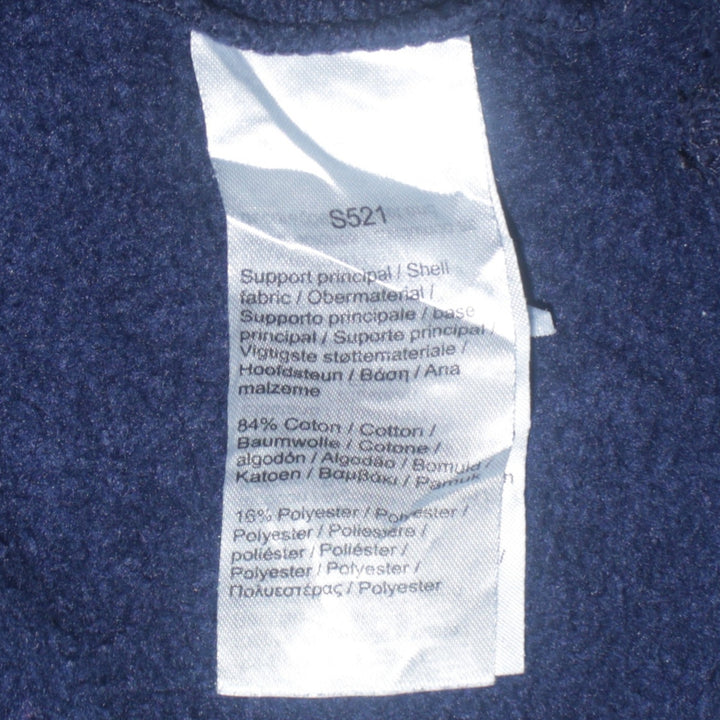 S521
Support principal / Shell
fabric / Obermaterial /
Supporto principale / base
principal / Suporte principal /
Vigtigste støttemateriale /
Hoofdsteun / Βάση / Ana
malzeme
84% Coton / Cotton /
Baumwolle / Cotone /
algodón / Algodão / Bomuld /
Katoen / Βαμβάκι / Pamuk
16% Polyester / Polyester /
Polyester / Poliestere /
poliéster / Poliéster /
Polyester / Polyester /
Πολυεστέρας / Polyester